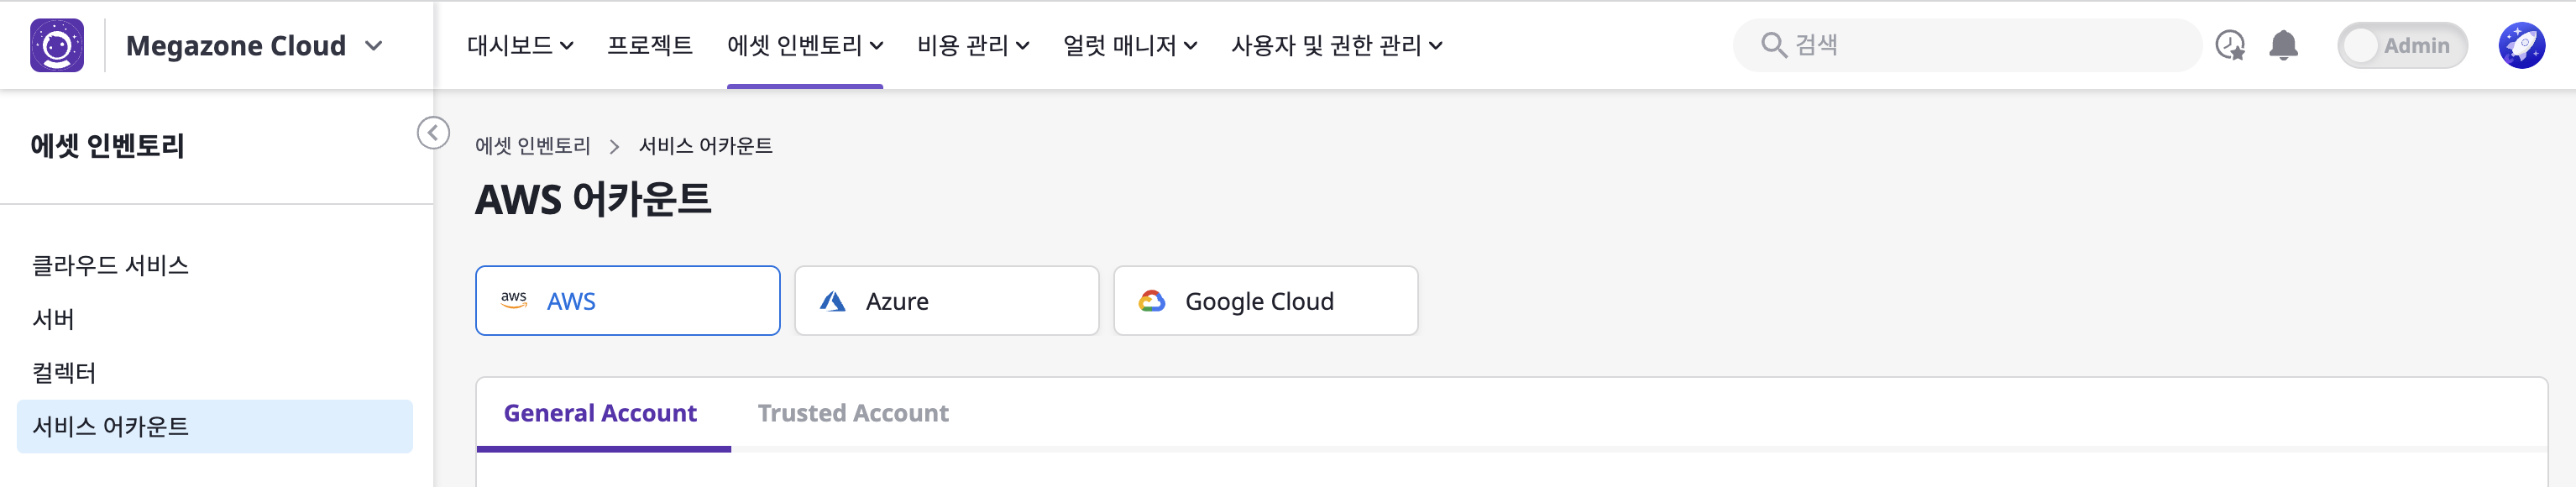 Megazone Cloud
대시보드 프로젝트 에셋 인벤토리 비용 관리 얼럿 매니저 사용자 및 권한 관리 검색 Admin
에셋 인벤토리
클라우드 서비스
서버
컬렉터
서비스 어카운트
에셋 인벤토리 > 서비스 어카운트
AWS 어카운트
aws AWS Azure Google Cloud
General Account Trusted Account